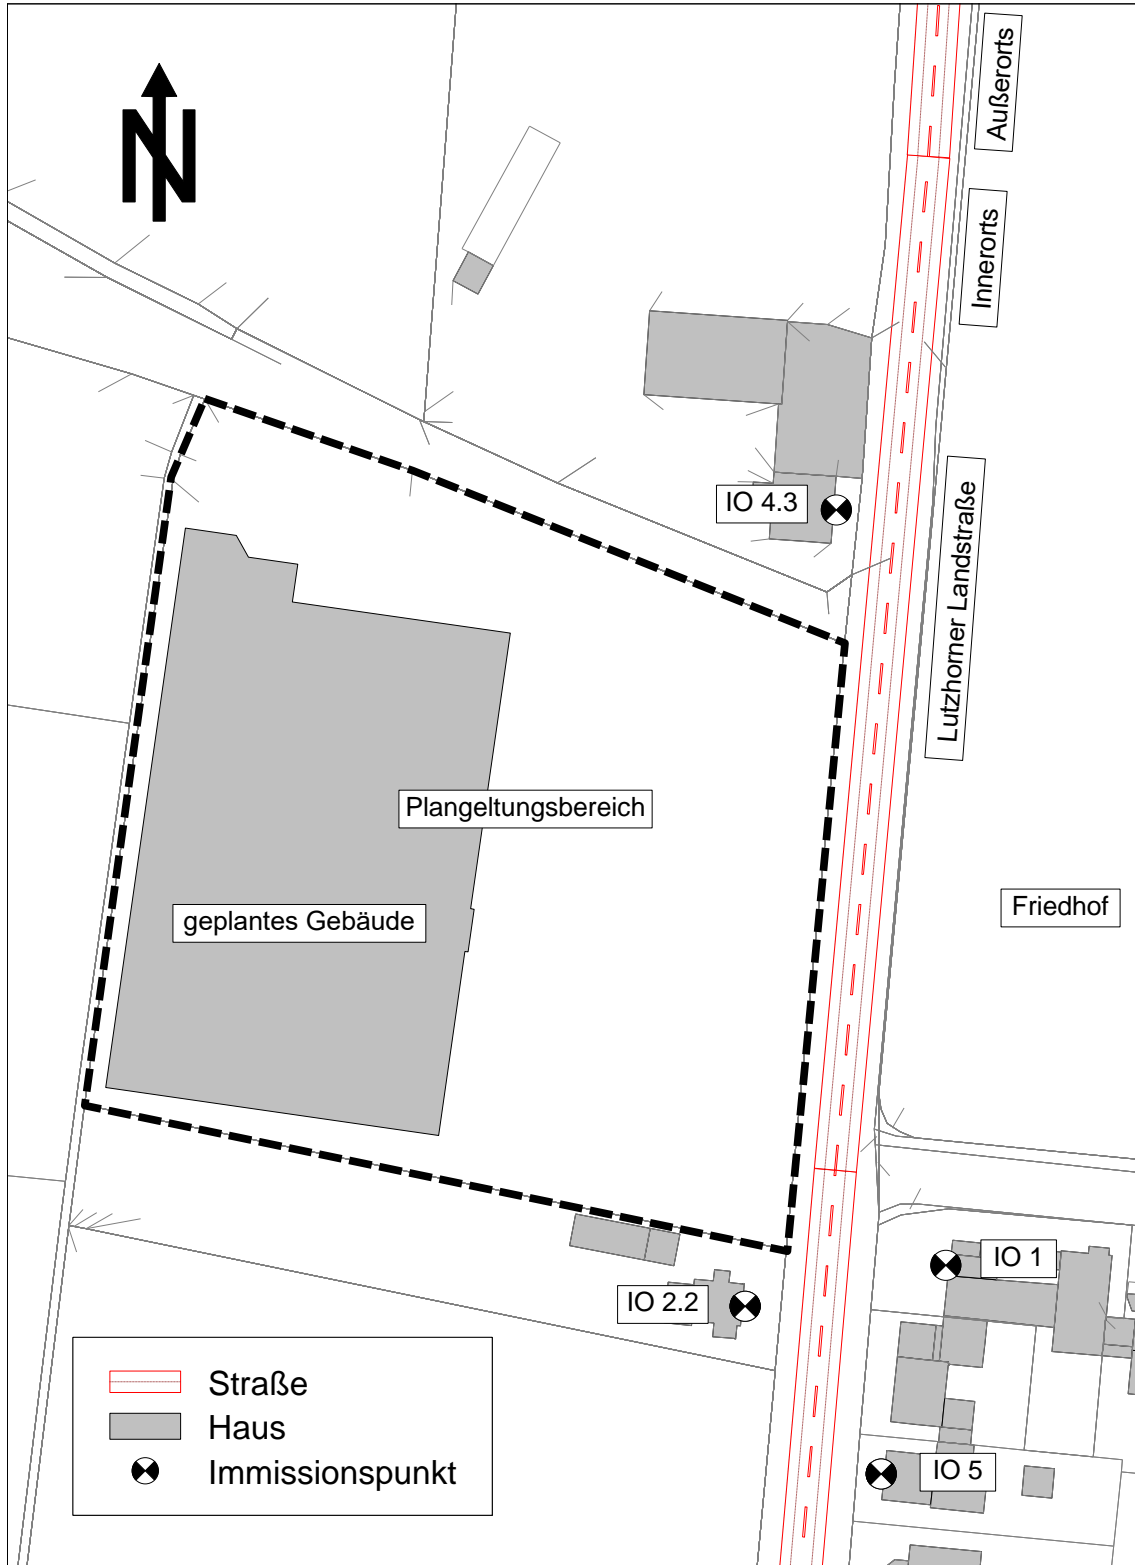 N
Außerorts
Innerorts
IO 4.3
Lutzhorner Landstraße
Plangeltungsbereich
Friedhof
geplantes Gebäude
IO 1
IO 2.2
Straße
Haus
Immissionspunkt
IO 5